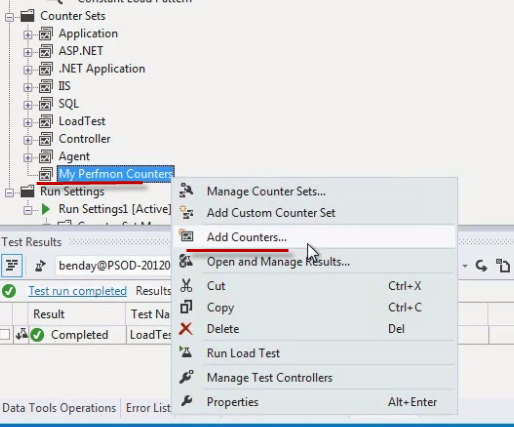 Constant Load Pattern
Counter Sets
Application
ASP.NET
.NET Application
IIS
SQL
LoadTest
Controller
Agent
My Perfmon Counters
Run Settings
Run Settings1 [Active]
Manage Counter Sets...
Add Custom Counter Set
Add Counters...
Open and Manage Results...
Cut Ctrl+X
Copy Ctrl+C
Delete Del
Run Load Test
Manage Test Controllers
Properties Alt+Enter
Test Results
benday@PSOD-20120
Test run completed Results
Result Test Na
Completed LoadTes
Data Tools Operations Error List